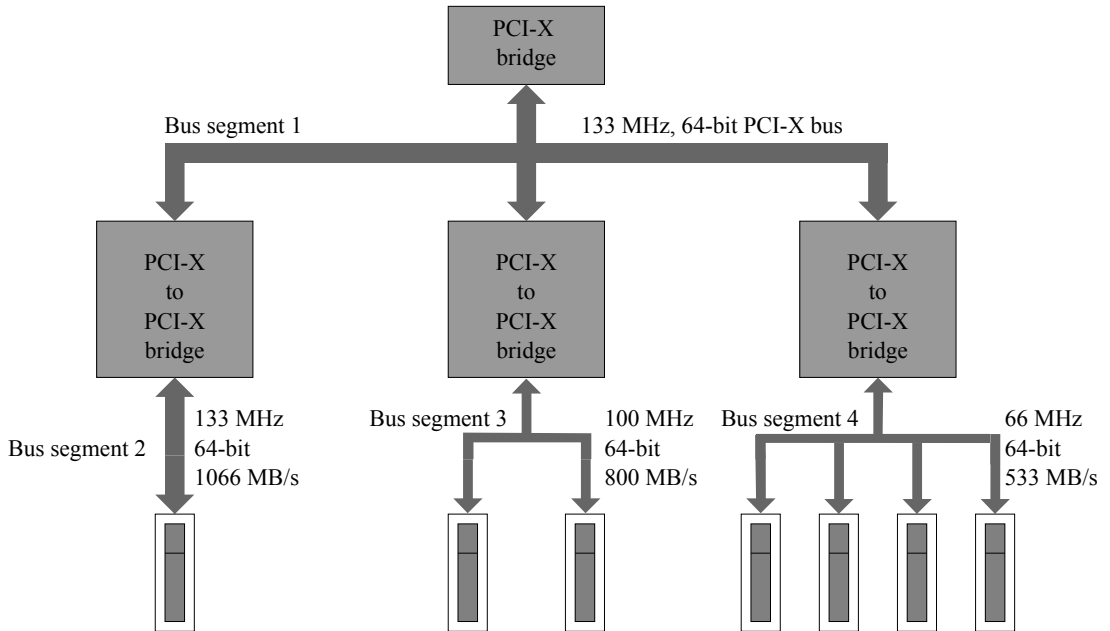 PCI-X
bridge
Bus segment 1
133 MHz, 64-bit PCI-X bus
PCI-X
to
PCI-X
bridge
PCI-X
to
PCI-X
bridge
PCI-X
to
PCI-X
bridge
Bus segment 2
133 MHz
64-bit
1066 MB/s
Bus segment 3
100 MHz
64-bit
800 MB/s
Bus segment 4
66 MHz
64-bit
533 MB/s